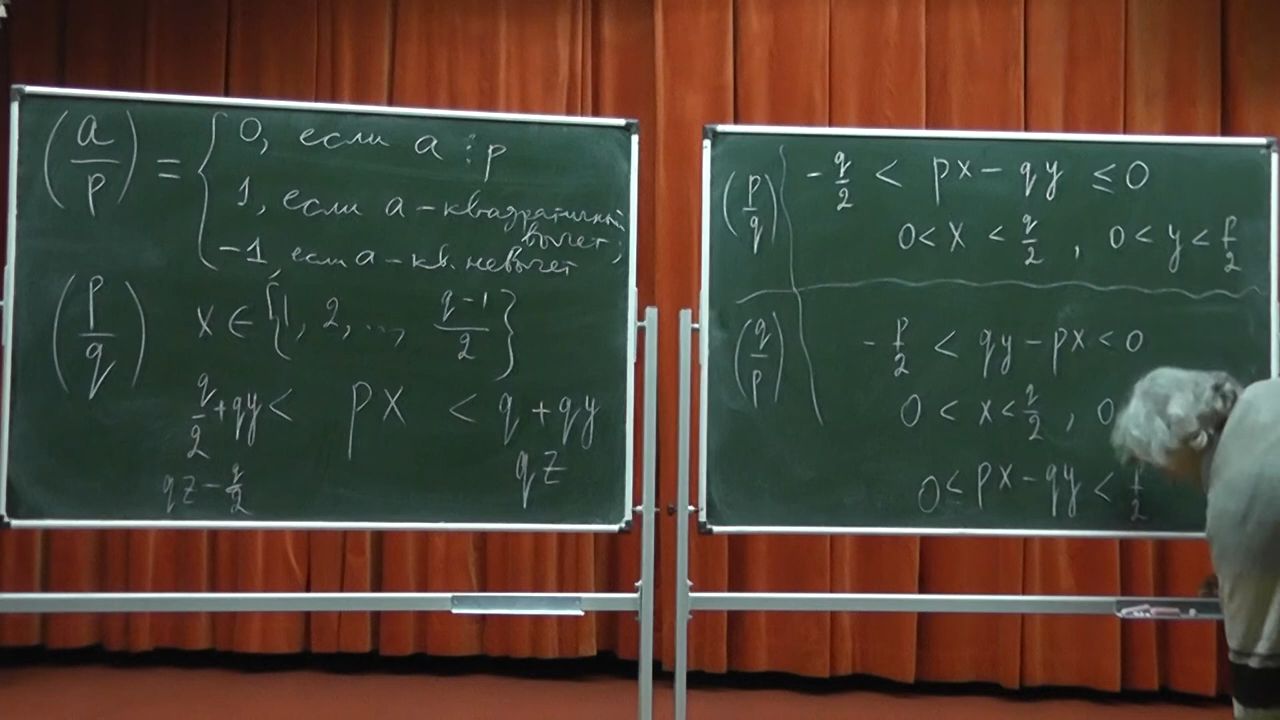 (a/p) = { 0, если a ⋮ p
1, если a – квадратичный
вычет;
−1, если a – кв. невычет
(p/q) x ∈ {1, 2, ..., (q−1)/2}
q/2 + qy < px < q + qy
qz − q/2 qz
(p/q) − q/2 < px − qy ≤ 0
0 < x < q/2 , 0 < y < p/2
(q/p) − p/2 < qy − px < 0
0 < x < q/2 , 0
0 < px − qy < p/2